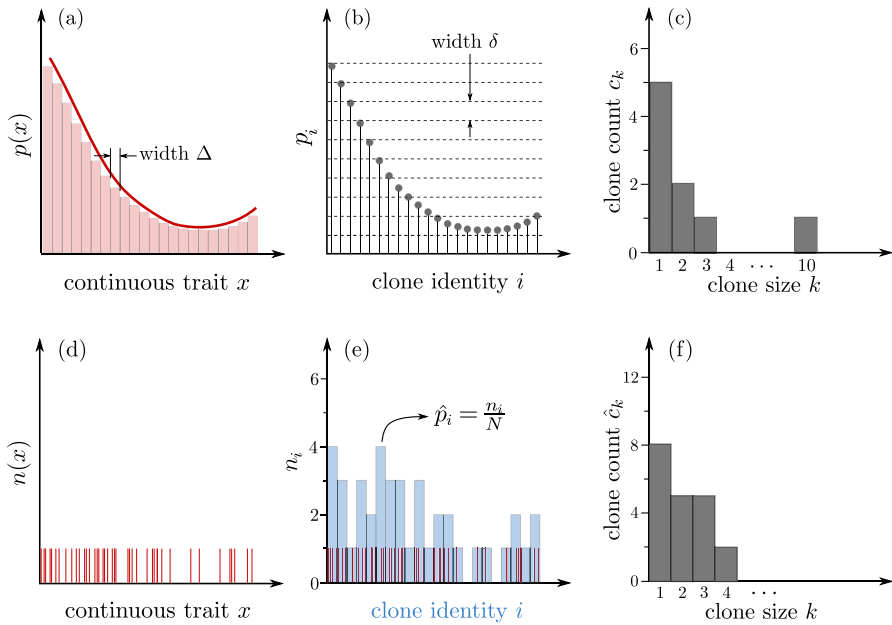 (a)
p(x)
width Δ
continuous trait x
(b)
width δ
p_i
clone identity i
(c)
clone count c_k
6
4
2
0
1 2 3 4 ··· 10
clone size k
(d)
n(x)
continuous trait x
(e)
n_i
6
4
2
0
p̂_i = n_i/N
clone identity i
(f)
clone count ĉ_k
12
8
4
0
1 2 3 4 ···
clone size k